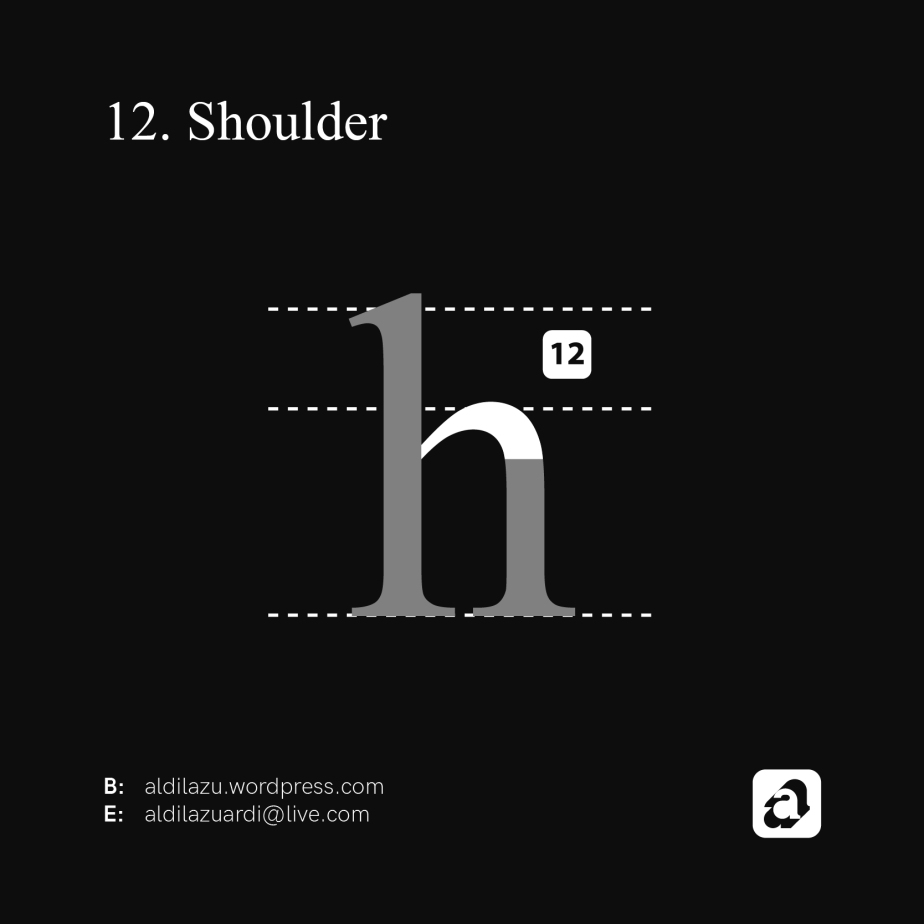 12. Shoulder
12
h
B: aldilazu.wordpress.com
E: aldilazuardi@live.com
a